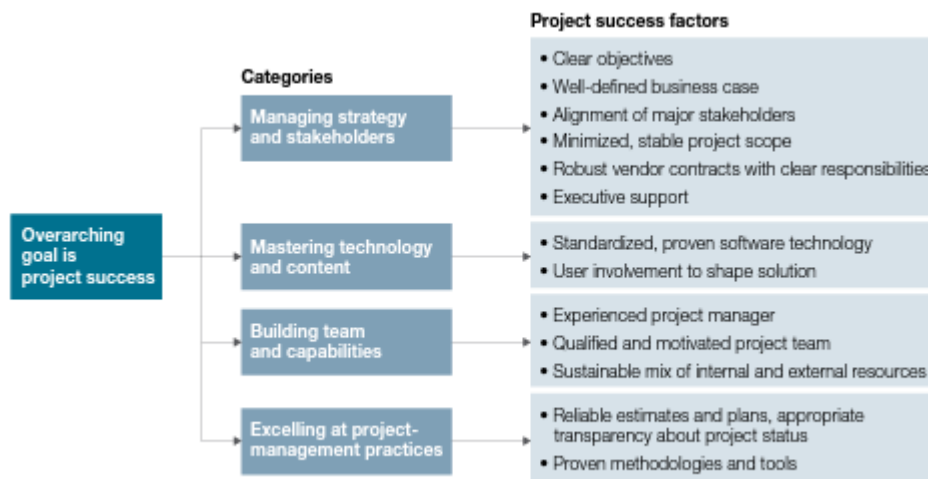 Project success factors
Categories
Overarching
goal is
project success
Managing strategy
and stakeholders
• Clear objectives
• Well-defined business case
• Alignment of major stakeholders
• Minimized, stable project scope
• Robust vendor contracts with clear responsibilities
• Executive support
Mastering technology
and content
• Standardized, proven software technology
• User involvement to shape solution
Building team
and capabilities
• Experienced project manager
• Qualified and motivated project team
• Sustainable mix of internal and external resources
Excelling at project-
management practices
• Reliable estimates and plans, appropriate
transparency about project status
• Proven methodologies and tools